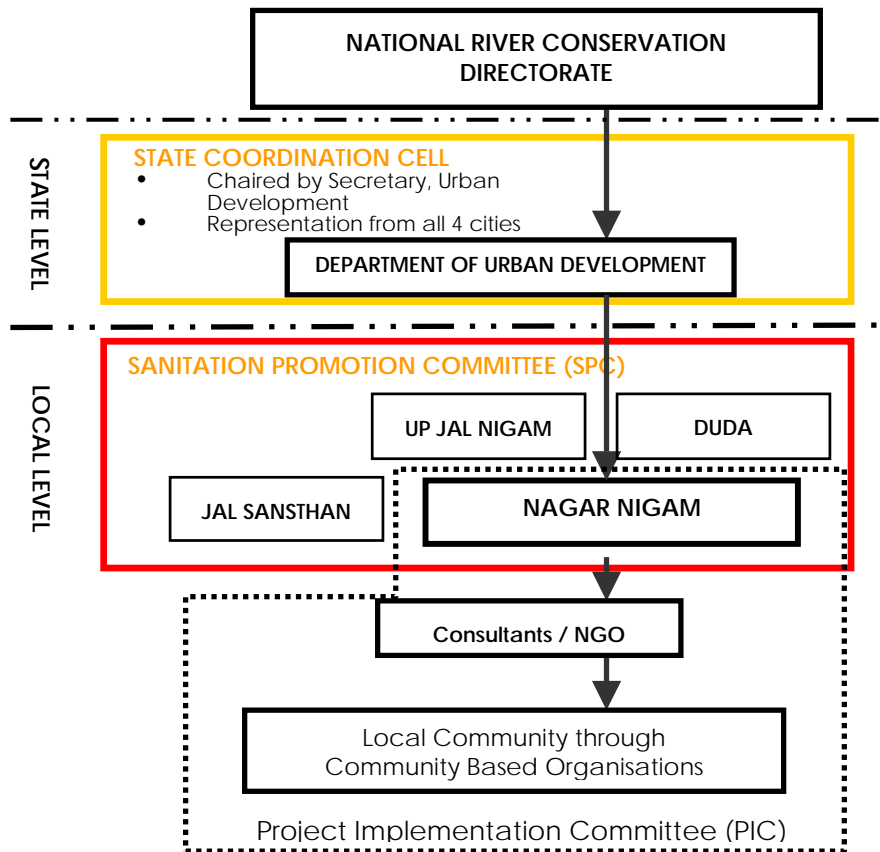 NATIONAL RIVER CONSERVATION
DIRECTORATE
STATE LEVEL
STATE COORDINATION CELL
• Chaired by Secretary, Urban
Development
• Representation from all 4 cities
DEPARTMENT OF URBAN DEVELOPMENT
LOCAL LEVEL
SANITATION PROMOTION COMMITTEE (SPC)
UP JAL NIGAM
DUDA
JAL SANSTHAN
NAGAR NIGAM
Consultants / NGO
Local Community through
Community Based Organisations
Project Implementation Committee (PIC)